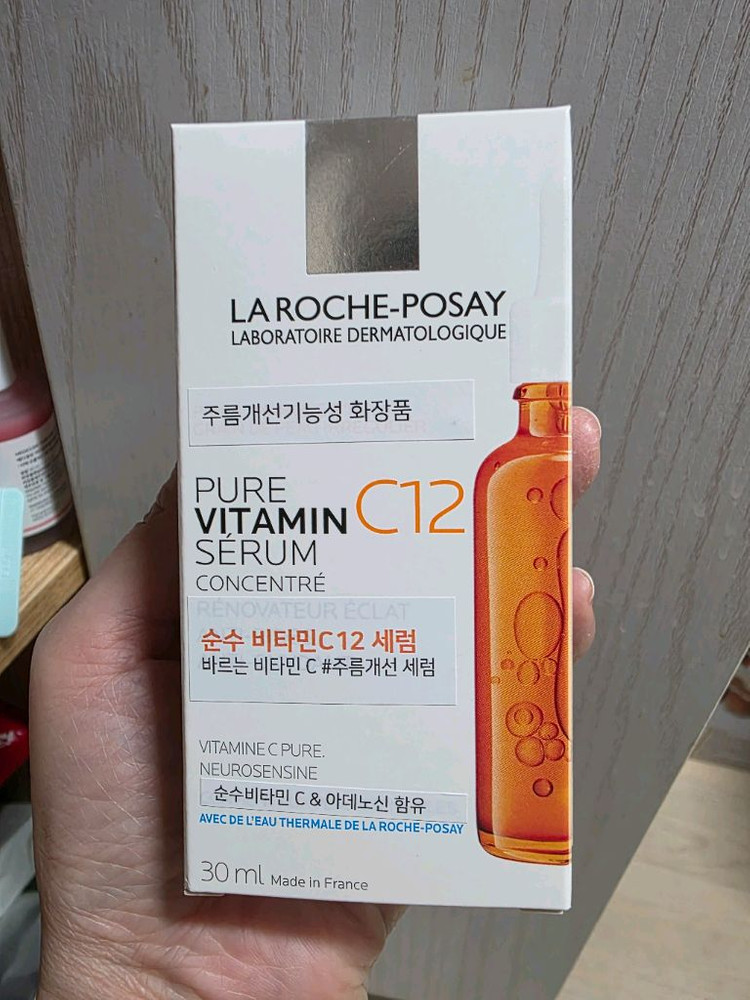 LA ROCHE-POSAY
LABORATOIRE DERMATOLOGIQUE
주름개선기능성 화장품
PURE
VITAMIN C12
SÉRUM
CONCENTRÉ
RÉNOVATEUR ÉCLAT
순수 비타민C12 세럼
바르는 비타민 C #주름개선 세럼
VITAMINE C PURE.
NEUROSENSINE
순수비타민 C & 아데노신 함유
AVEC DE L'EAU THERMALE DE LA ROCHE-POSAY
30 ml Made in France